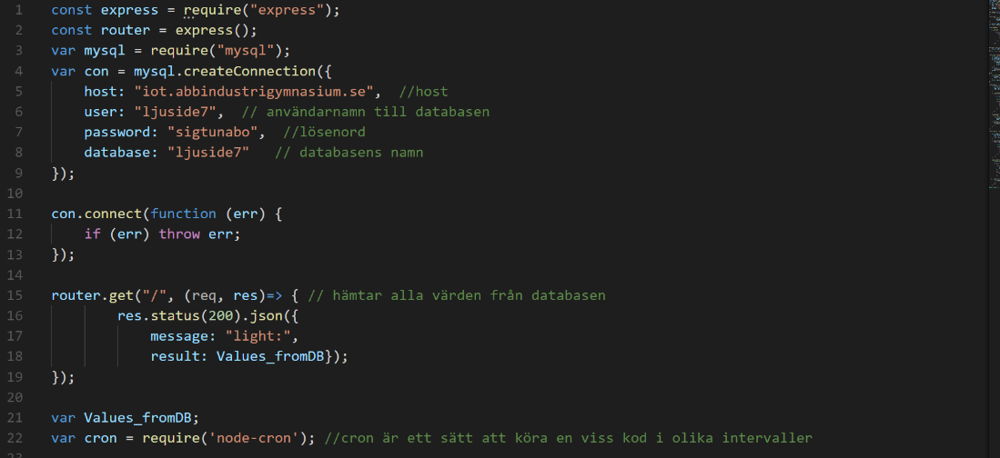 1 const express = require("express");
2 const router = express();
3 var mysql = require("mysql");
4 var con = mysql.createConnection({
5 host: "iot.abbindustrigymnasium.se", //host
6 user: "ljuside7", // användarnamn till databasen
7 password: "sigtunabo", //lösenord
8 database: "ljuside7" // databasens namn
9 });
10
11 con.connect(function (err) {
12 if (err) throw err;
13 });
14
15 router.get("/", (req, res)=> { // hämtar alla värden från databasen
16 res.status(200).json({
17 message: "light:",
18 result: Values_fromDB});
19 });
20
21 var Values_fromDB;
22 var cron = require('node-cron'); //cron är ett sätt att köra en viss kod i olika intervaller
23